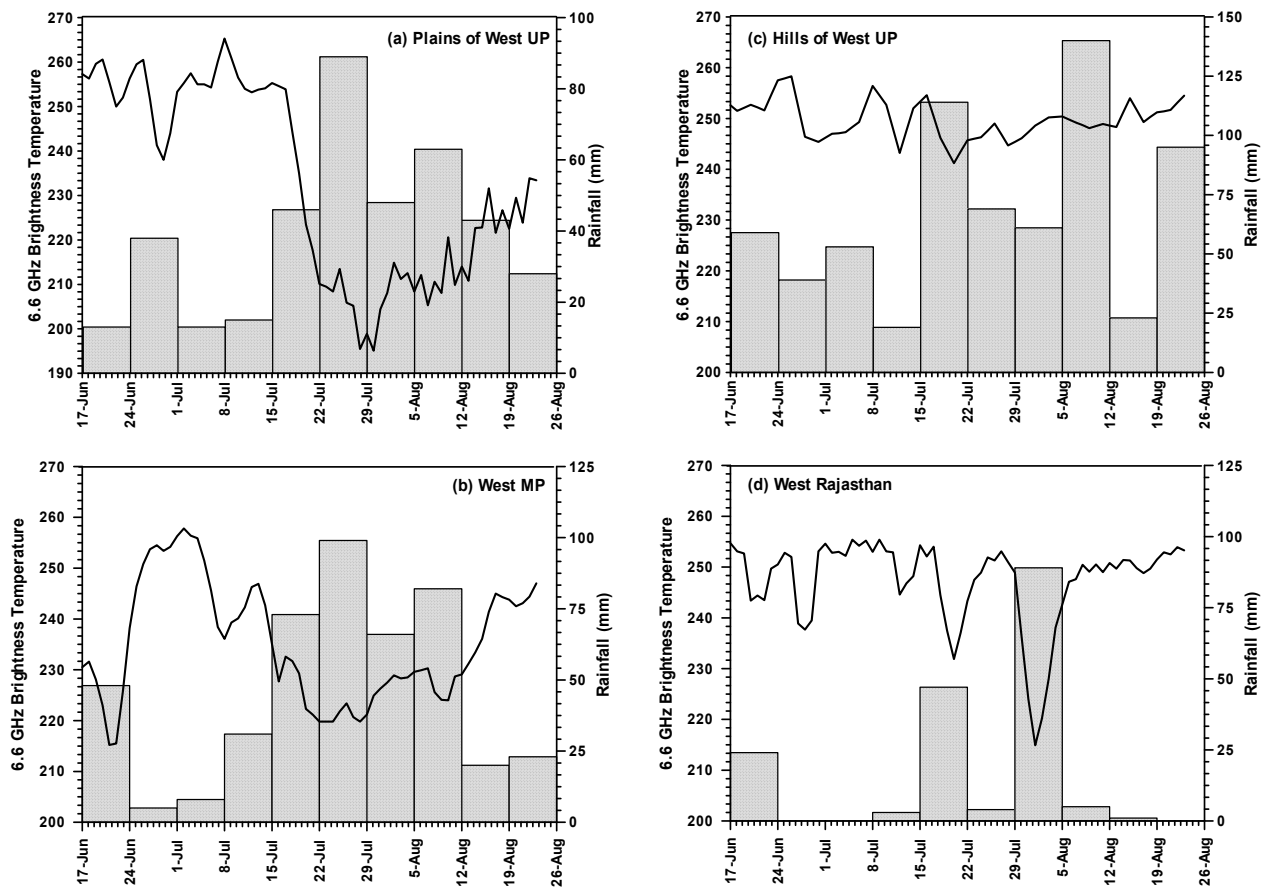 (a) Plains of West UP
6.6 GHz Brightness Temperature
270
260
250
240
230
220
210
200
190
100
80
60
40
20
0
Rainfall (mm)
17-Jun
24-Jun
1-Jul
8-Jul
15-Jul
22-Jul
29-Jul
5-Aug
12-Aug
19-Aug
26-Aug
(c) Hills of West UP
6.6 GHz Brightness Temperature
270
260
250
240
230
220
210
200
150
125
100
75
50
25
0
Rainfall (mm)
17-Jun
24-Jun
1-Jul
8-Jul
15-Jul
22-Jul
29-Jul
5-Aug
12-Aug
19-Aug
26-Aug
(b) West MP
6.6 GHz Brightness Temperature
270
260
250
240
230
220
210
200
125
100
75
50
25
0
Rainfall (mm)
17-Jun
24-Jun
1-Jul
8-Jul
15-Jul
22-Jul
29-Jul
5-Aug
12-Aug
19-Aug
26-Aug
(d) West Rajasthan
6.6 GHz Brightness Temperature
270
260
250
240
230
220
210
200
125
100
75
50
25
0
Rainfall (mm)
17-Jun
24-Jun
1-Jul
8-Jul
15-Jul
22-Jul
29-Jul
5-Aug
12-Aug
19-Aug
26-Aug